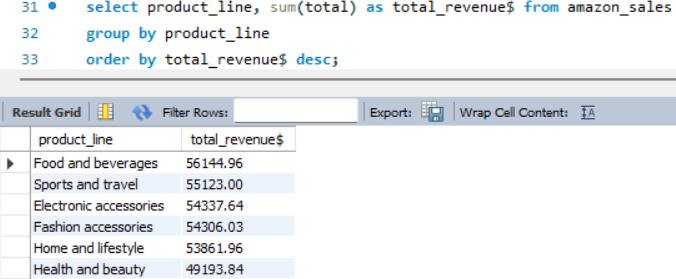 31 select product_line, sum(total) as total_revenue$ from amazon_sales
32 group by product_line
33 order by total_revenue$ desc;
Result Grid Filter Rows: Export: Wrap Cell Content: IA
product_line total_revenue$
Food and beverages 56144.96
Sports and travel 55123.00
Electronic accessories 54337.64
Fashion accessories 54306.03
Home and lifestyle 53861.96
Health and beauty 49193.84